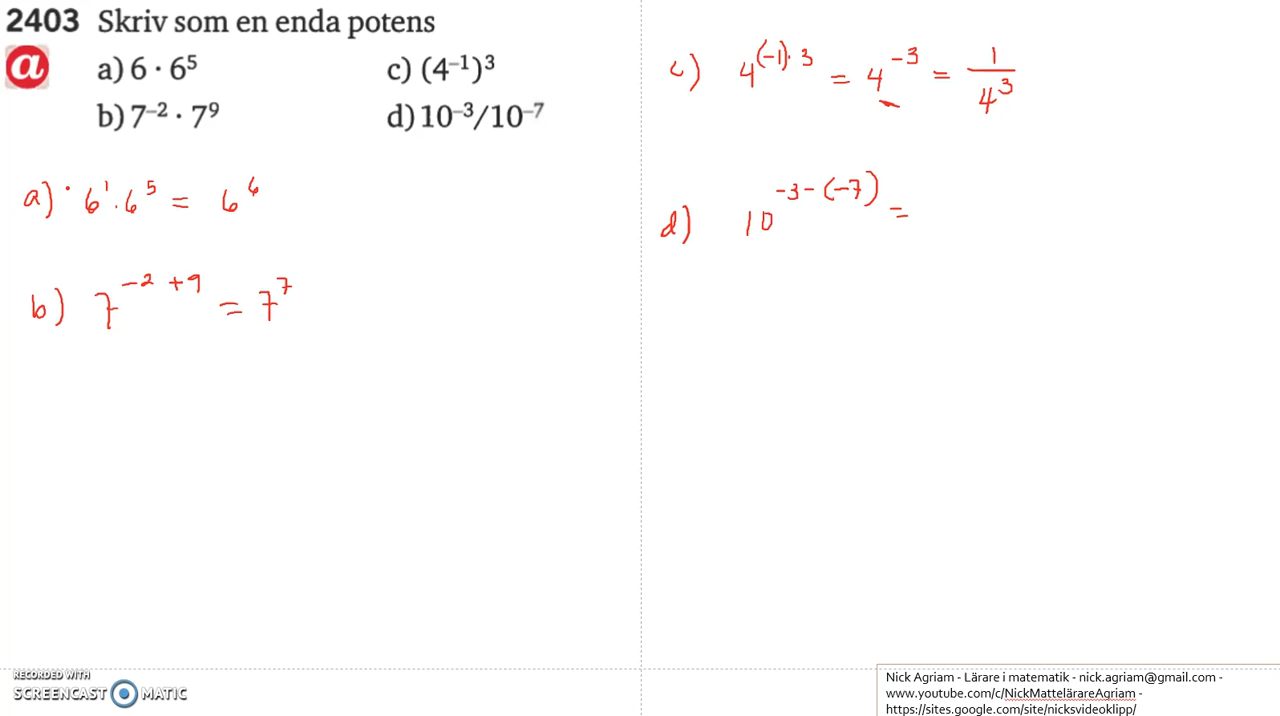 2403 Skriv som en enda potens
a
a) 6 · 6⁵
c) (4⁻¹)³
b) 7⁻² · 7⁹
d) 10⁻³/10⁻⁷
a) · 6¹ · 6⁵ = 6⁶
b) 7⁻² ⁺⁹ = 7⁷
c) 4^(-1)·3 = 4⁻³ = 1/4³
d) 10^-3-(-7) =
RECORDED WITH
SCREENCAST MATIC
Nick Agriam - Lärare i matematik - nick.agriam@gmail.com -
www.youtube.com/c/NickMattelärareAgriam -
https://sites.google.com/site/nicksvideoklipp/